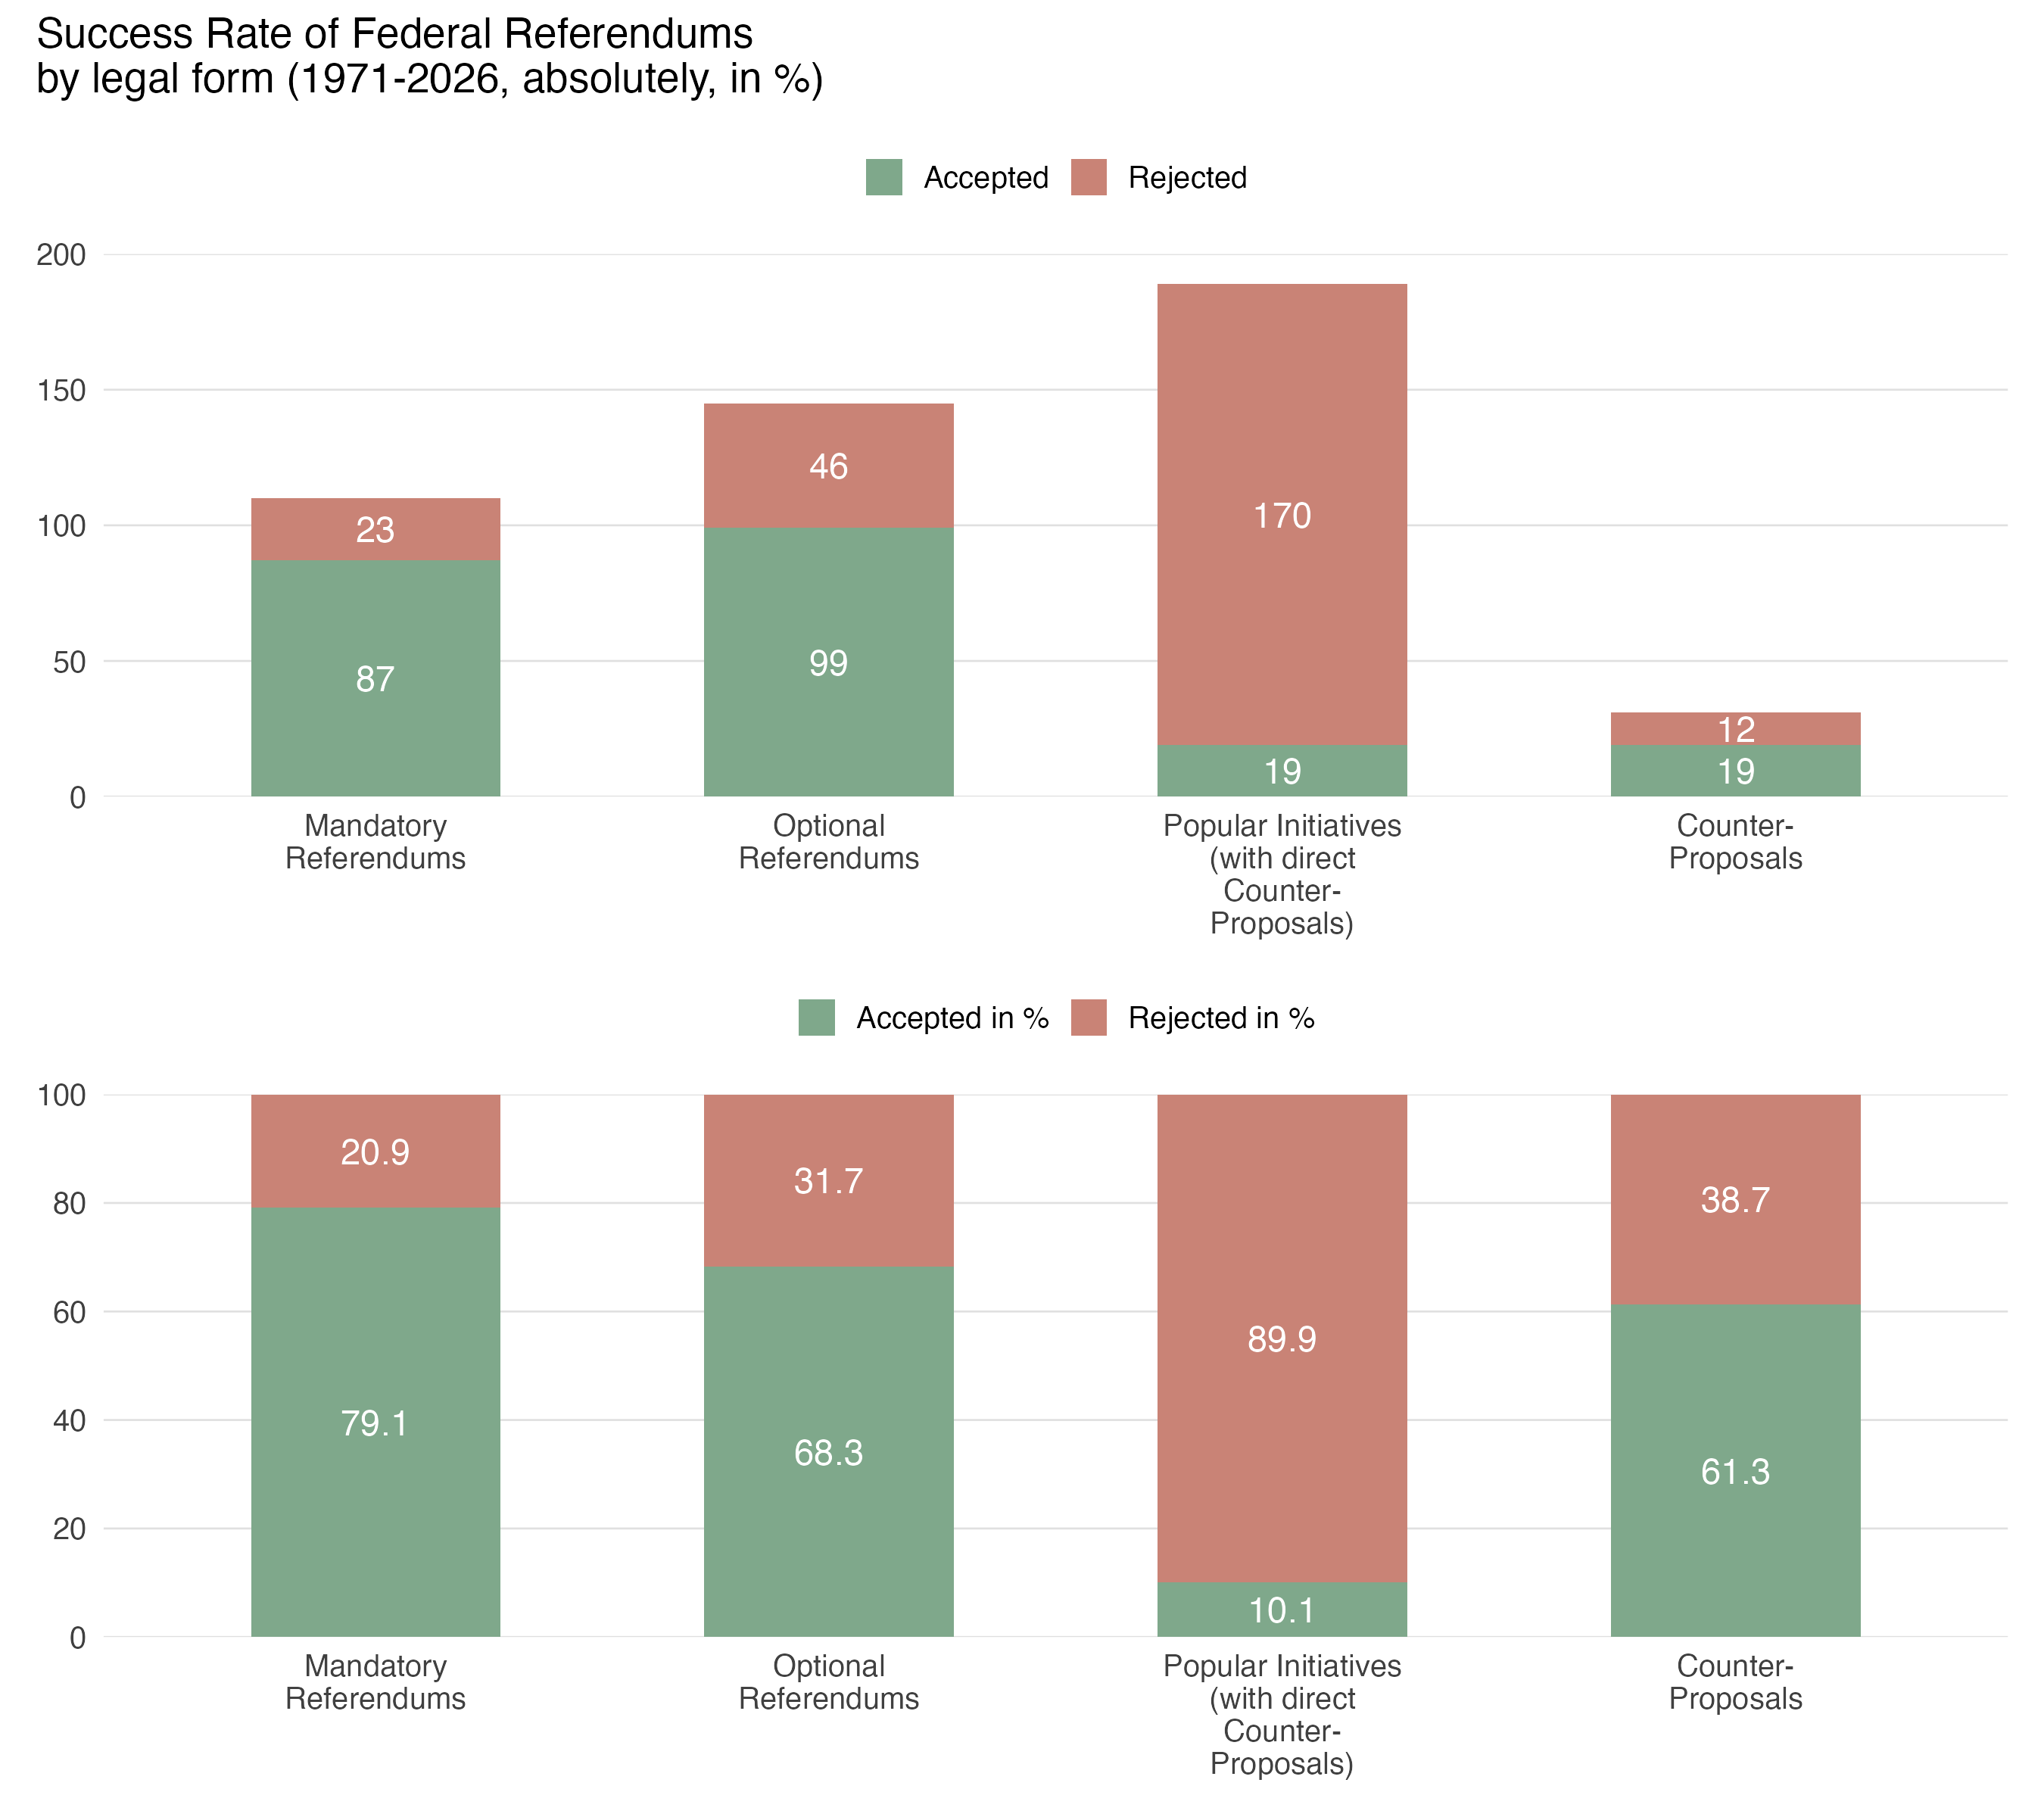 Success Rate of Federal Referendums
by legal form (1971-2026, absolutely, in %)
Accepted Rejected
200
150
100
50
0
23
87
46
99
170
19
12
19
Mandatory
Referendums
Optional
Referendums
Popular Initiatives
(with direct
Counter-
Proposals)
Counter-
Proposals
Accepted in % Rejected in %
100
80
60
40
20
0
20.9
79.1
31.7
68.3
89.9
10.1
38.7
61.3
Mandatory
Referendums
Optional
Referendums
Popular Initiatives
(with direct
Counter-
Proposals)
Counter-
Proposals